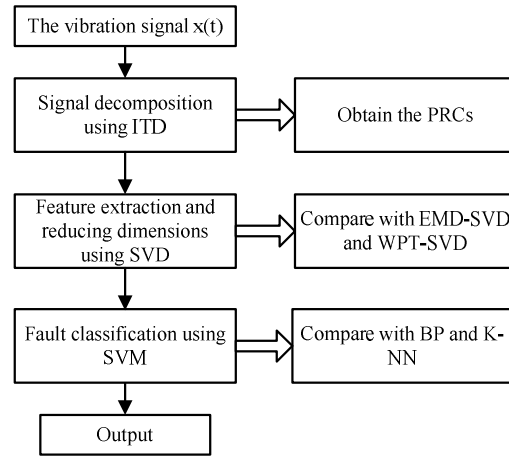 The vibration signal x(t)
Signal decomposition
using ITD
Obtain the PRCs
Feature extraction and
reducing dimensions
using SVD
Compare with EMD-SVD
and WPT-SVD
Fault classification using
SVM
Compare with BP and K-
NN
Output